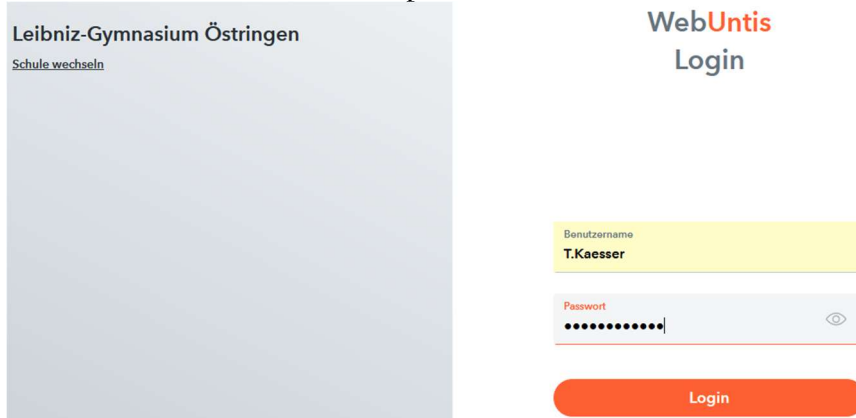 Leibniz-Gymnasium Östringen
Schule wechseln
WebUntis
Login
Benutzername
T.Kaesser
Passwort
••••••••••••
Login